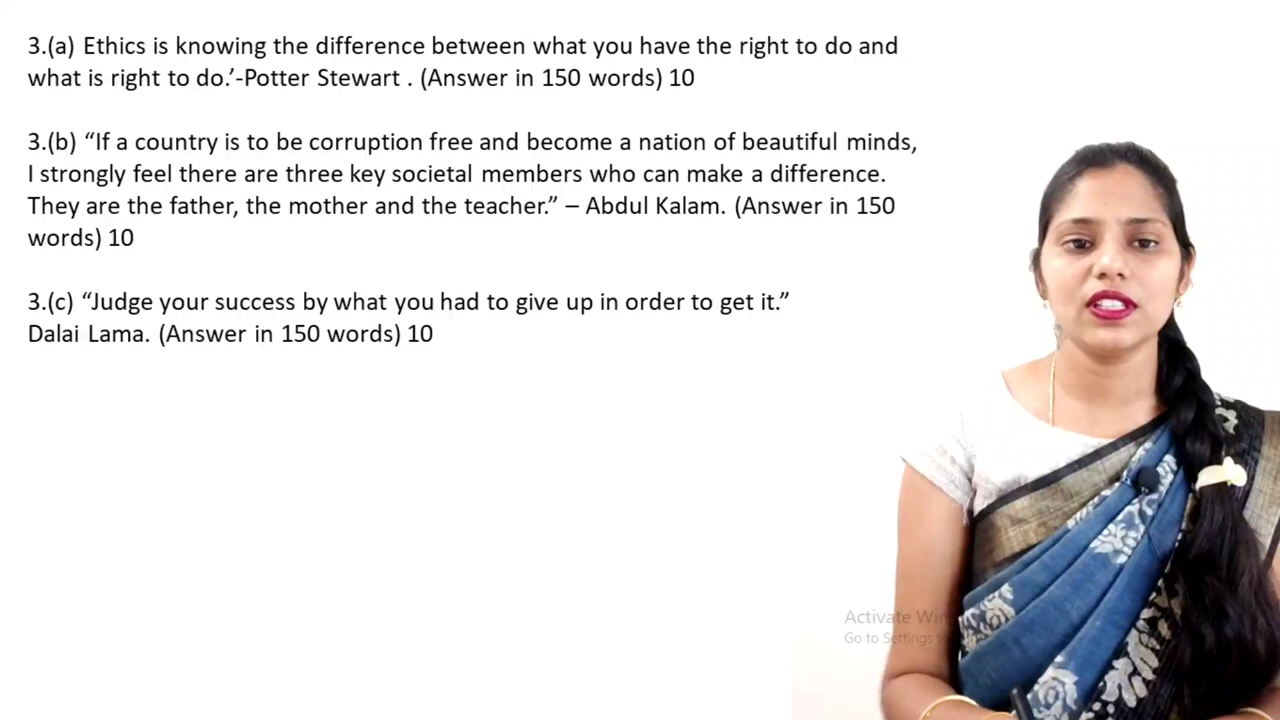 3.(a) Ethics is knowing the difference between what you have the right to do and
what is right to do.’-Potter Stewart . (Answer in 150 words) 10
3.(b) “If a country is to be corruption free and become a nation of beautiful minds,
I strongly feel there are three key societal members who can make a difference.
They are the father, the mother and the teacher.” – Abdul Kalam. (Answer in 150
words) 10
3.(c) “Judge your success by what you had to give up in order to get it.”
Dalai Lama. (Answer in 150 words) 10
Activate
Go to Settings